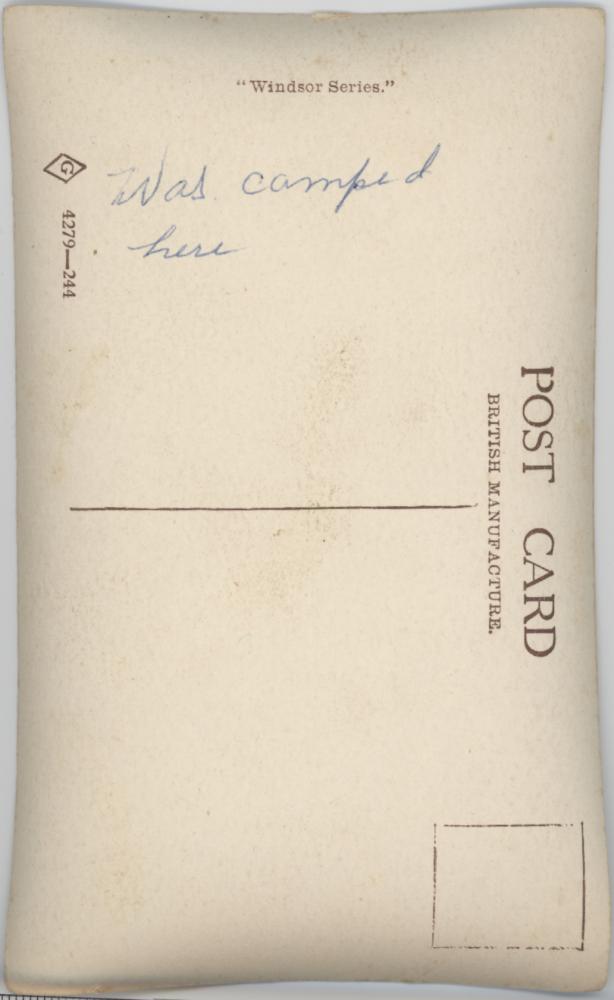 "Windsor Series."
Was camped
here
G
4279—244
POST CARD
BRITISH MANUFACTURE.